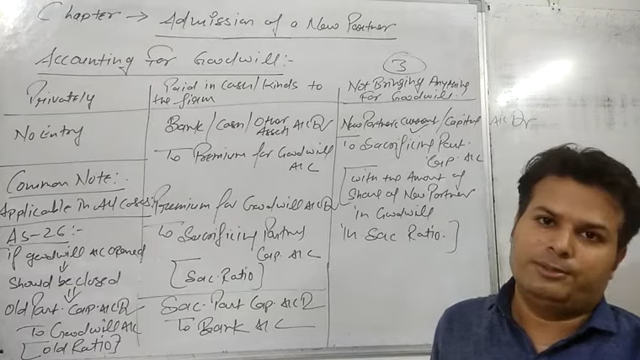 Chapter → Admission of a New Partner
Accounting For Goodwill:-
Privately
No Entry
Common Note:-
Applicable in All cases:
AS-26:-
if goodwill A/C opened
↓
Should be closed
⇓
Old Part. Cap. A/C Dr
To Goodwill A/C
[Old Ratio]
Paid in cash/kinds to
the firm
Bank/Cash/Other
Assets A/C Dr
To Premium for Goodwill
A/C
Premium for Goodwill A/C Dr
To Sacrificing Partner
Cap. A/C
[Sac. Ratio]
Sac. Part Cap. A/C Dr
To Bank A/C
3
Not Bringing Anything
For Goodwill:-
New Partner's Current/Capital A/C Dr
To Sacrificing Part.
Cap. A/C
[with the Amount of
Share of New Partner
in Goodwill
in Sac Ratio.]